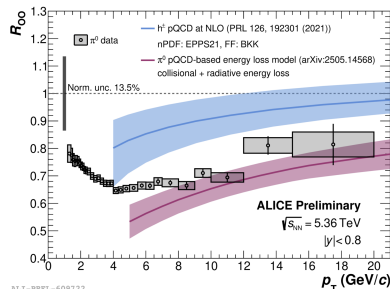 R_OO
1.4
1.3
1.2
1.1
1
0.9
0.8
0.7
0.6
0.5
0.4
π⁰ data
h± pQCD at NLO (PRL 126, 192301 (2021))
nPDF: EPPS21, FF: BKK
π⁰ pQCD-based energy loss model (arXiv:2505.14568)
collisional + radiative energy loss
Norm. unc. 13.5%
ALICE Preliminary
√s_NN = 5.36 TeV
|y| < 0.8
0 2 4 6 8 10 12 14 16 18 20
p_T (GeV/c)